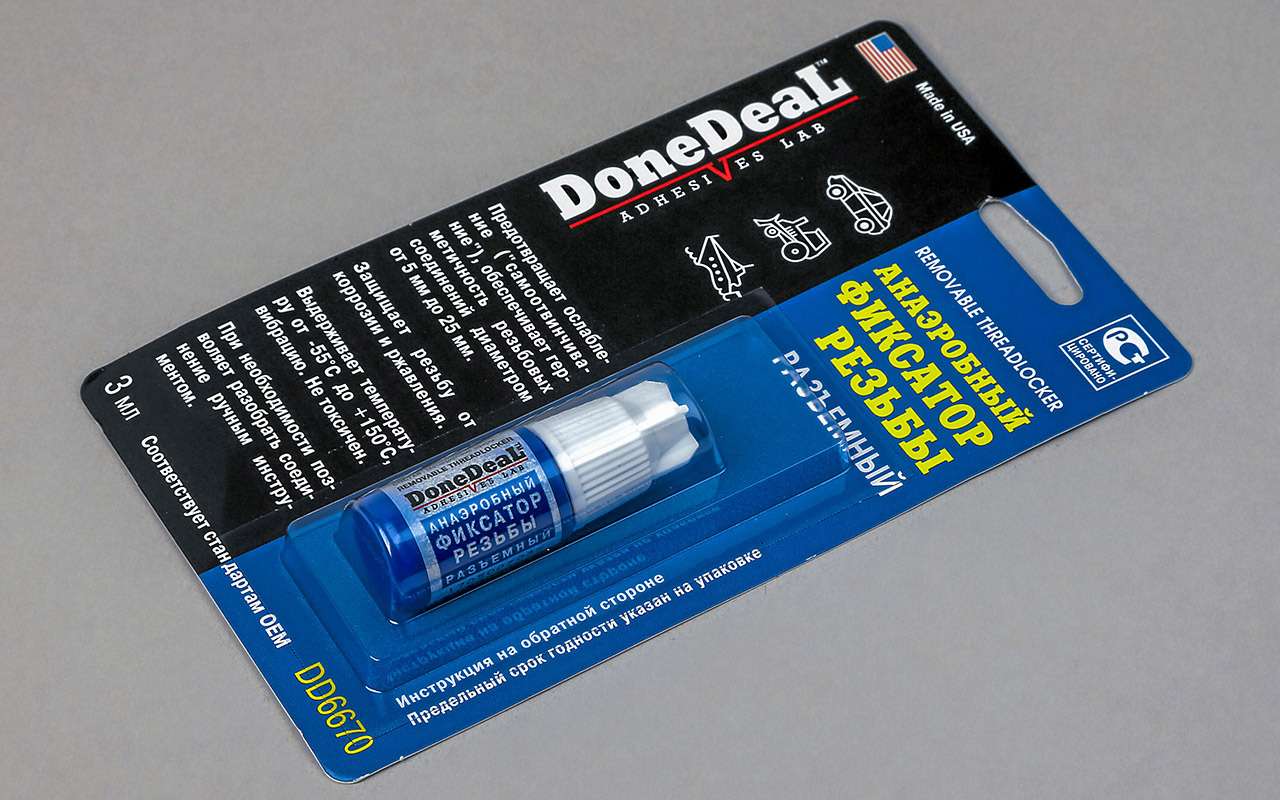 DoneDeaL™
ADHESIVES LAB
Made in USA
REMOVABLE THREADLOCKER
АНАЭРОБНЫЙ
ФИКСАТОР
РЕЗЬБЫ
РАЗЪЕМНЫЙ
РСТ
СЕРТИФИ-
ЦИРОВАНО
Предотвращает ослабле-
ние ("самоотвинчива-
ние"), обеспечивает гер-
метичность резьбовых
соединений диаметром
от 5 мм до 25 мм.
Защищает резьбу от
коррозии и ржавления.
Выдерживает температу-
ру от -55°C до +150°C,
вибрацию. Не токсичен.
При необходимости поз-
воляет разобрать соеди-
нение ручным инстру-
ментом.
3 мл
Соответствует стандартам OEM
DD6670
REMOVABLE THREADLOCKER
DoneDeaL™
ADHESIVES LAB
АНАЭРОБНЫЙ
ФИКСАТОР
РЕЗЬБЫ
РАЗЪЕМНЫЙ
Инструкция на обратной стороне
Предельный срок годности указан на упаковке